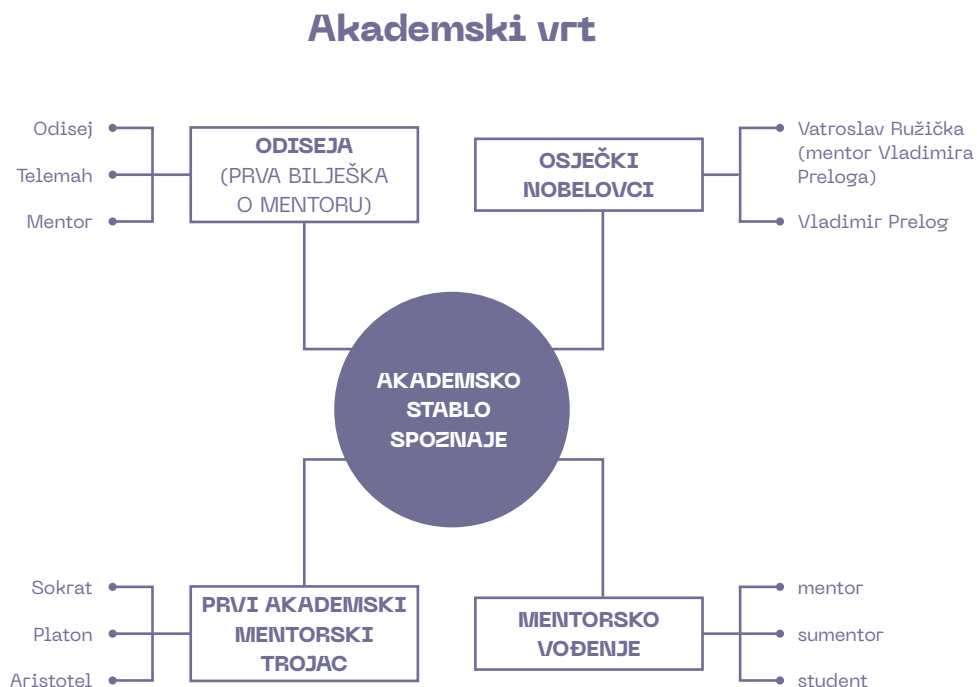 Akademski vrt
Odisej
Telemah
Mentor
ODISEJA
(PRVA BILJEŠKA
O MENTORU)
OSJEČKI
NOBELOVCI
Vatroslav Ružička
(mentor Vladimira
Preloga)
Vladimir Prelog
AKADEMSKO
STABLO
SPOZNAJE
Sokrat
Platon
Aristotel
PRVI AKADEMSKI
MENTORSKI
TROJAC
MENTORSKO
VOĐENJE
mentor
sumentor
student